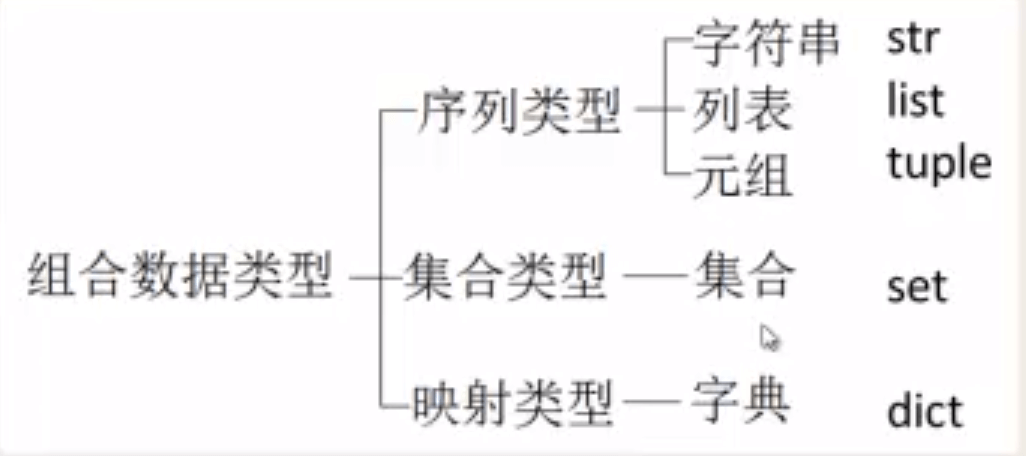 字符串 str
序列类型 列表 list
元组 tuple
组合数据类型 集合类型 集合 set
映射类型 字典 dict